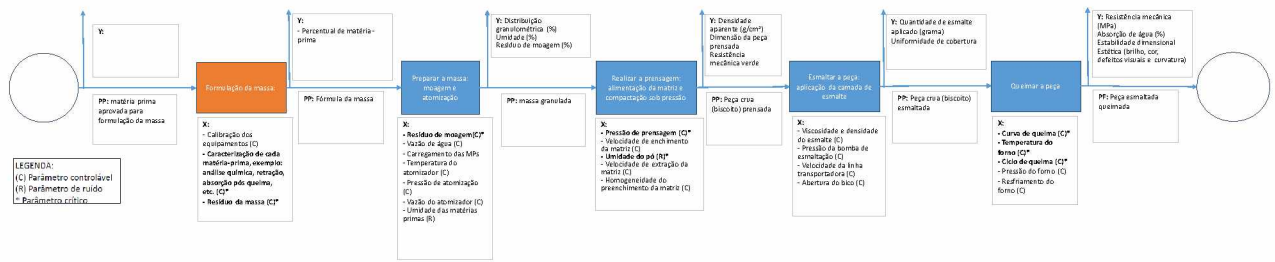 Y:
PP: matéria prima
aprovada para
formulação da massa
Formulação da massa:
X:
- Calibração dos
equipamentos (C)
- Caracterização de cada
matéria-prima, exemplo:
análise química, retração,
absorção pós queima,
etc. (C)*
- Resíduo da massa (C)*
Y:
- Percentual de matéria-
prima
PP: Fórmula da massa
Preparar a massa:
moagem e
atomização
X:
- Resíduo de moagem(C)*
- Vazão de água (C)
- Carregamento das MPs
- Temperatura do
atomizador (C)
- Pressão de atomização
(C)
- Vazão do atomizador (C)
- Umidade das matérias
primas (R)
Y: Distribuição
granulométrica (%)
Umidade (%)
Resíduo de moagem (%)
PP: massa granulada
Realizar a prensagem:
alimentação da matriz e
compactação sob pressão
X:
- Pressão de prensagem (C)*
- Velocidade de enchimento
da matriz (C)
- Umidade do pó (R)*
- Velocidade de extração da
matriz (C)
- Homogeneidade do
preenchimento da matriz (C)
Y: Densidade
aparente (g/cm³)
Dimensão da peça
prensada
Resistência
mecânica verde
PP: Peça crua
(biscoito) prensada
Esmaltar a peça:
aplicação da camada de
esmalte
X:
- Viscosidade e densidade
do esmalte (C)
- Pressão da bomba de
esmaltação (C)
- Velocidade da linha
transportadora (C)
- Abertura do bico (C)
Y: Quantidade de esmalte
aplicado (grama)
Uniformidade de cobertura
PP: Peça crua (biscoito)
esmaltada
Queimar a peça
X:
- Curva de queima (C)*
- Temperatura do
forno (C)*
- Ciclo de queima (C)*
- Pressão do forno (C)
- Resfriamento do
forno (C)
Y: Resistência mecânica
(MPa)
Absorção de água (%)
Estabilidade dimensional
Estética (brilho, cor,
defeitos visuais e curvatura)
PP: Peça esmaltada
queimada
LEGENDA:
(C) Parâmetro controlável
(R) Parâmetro de ruído
* Parâmetro crítico